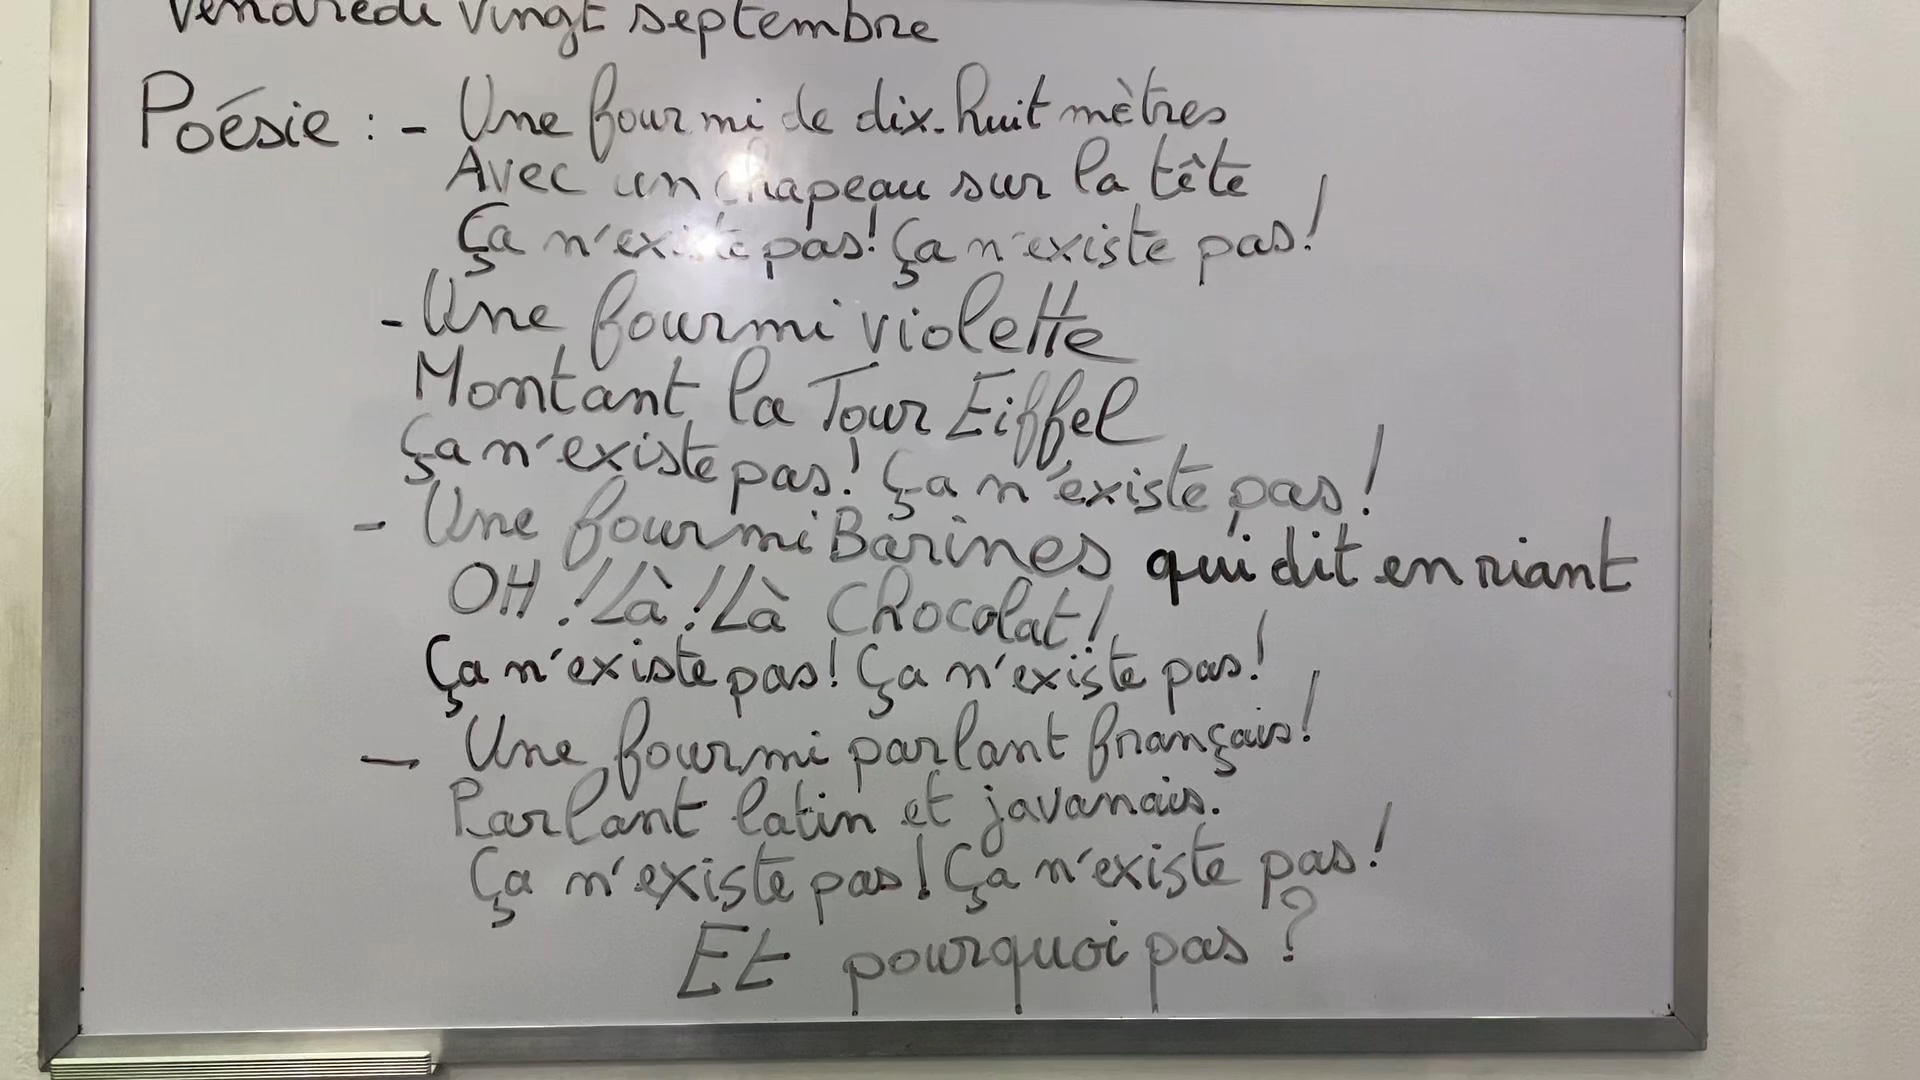 Vendredi vingt septembre
Poésie : - Une fourmi de dix-huit mètres
Avec un chapeau sur la tête
Ça n'existe pas! Ça n'existe pas!
- Une fourmi violette
Montant la Tour Eiffel
Ça n'existe pas! Ça n'existe pas!
- Une fourmi Barines qui dit en riant
OH! Là! Là Chocolat!
Ça n'existe pas! Ça n'existe pas!
- Une fourmi parlant français!
Parlant latin et javanais.
Ça n'existe pas! Ça n'existe pas!
Et pourquoi pas?